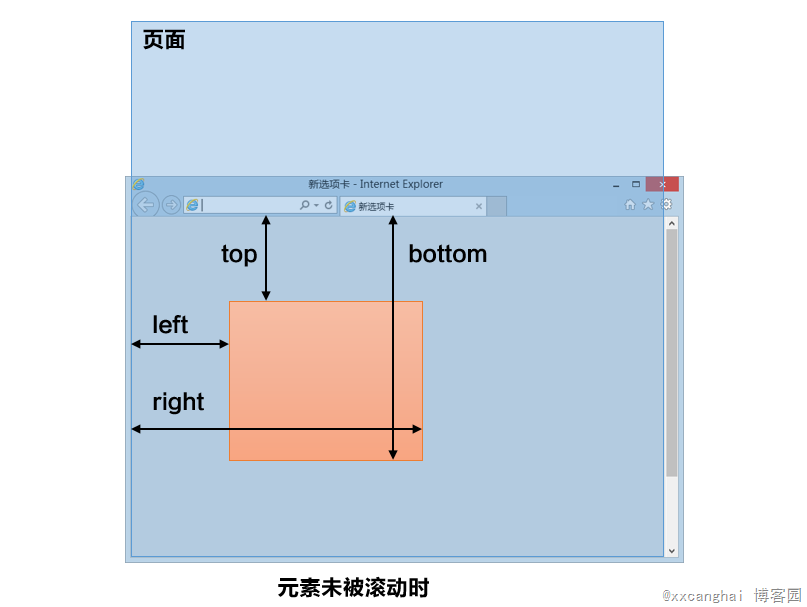 页面
新选项卡 - Internet Explorer
新选项卡
top
bottom
left
right
元素未被滚动时
@xxcanghai 博客园